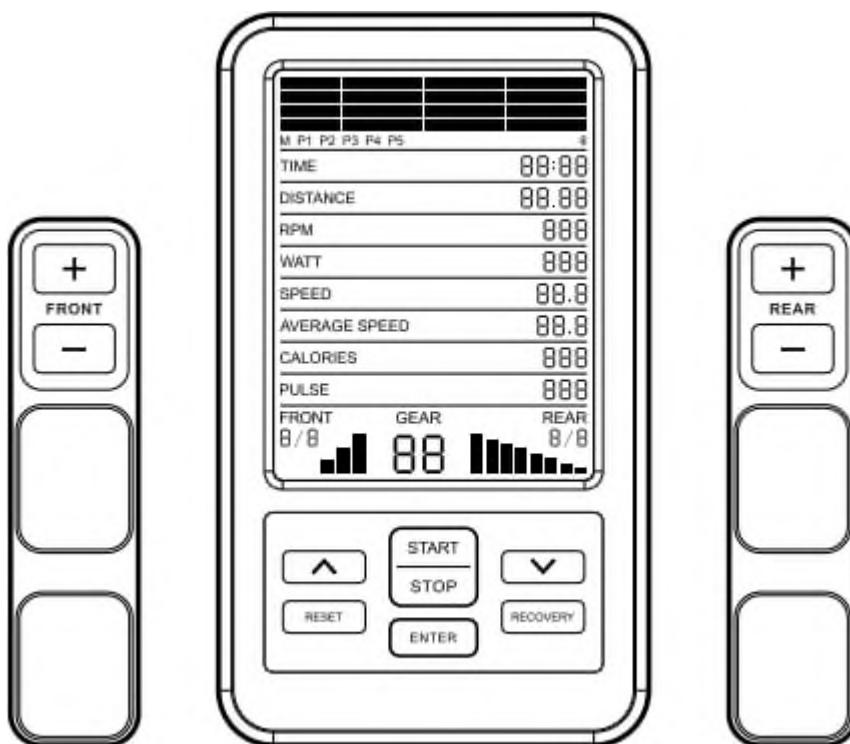 M P1 P2 P3 P4 P5
TIME 88:88
DISTANCE 88.88
RPM 888
WATT 888
SPEED 88.8
AVERAGE SPEED 88.8
CALORIES 888
PULSE 888
FRONT GEAR REAR
8/8 88 8/8
+
FRONT
−
+
REAR
−
START
STOP
RESET
RECOVERY
ENTER